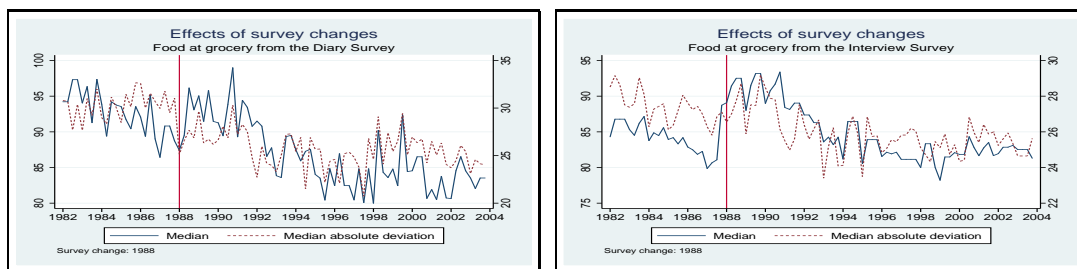 Effects of survey changes
Food at grocery from the Diary Survey
100
95
90
85
80
35
30
25
20
1982 1984 1986 1988 1990 1992 1994 1996 1998 2000 2002 2004
Median Median absolute deviation
Survey change: 1988
Effects of survey changes
Food at grocery from the Interview Survey
95
90
85
80
75
30
28
26
24
22
1982 1984 1986 1988 1990 1992 1994 1996 1998 2000 2002 2004
Median Median absolute deviation
Survey change: 1988